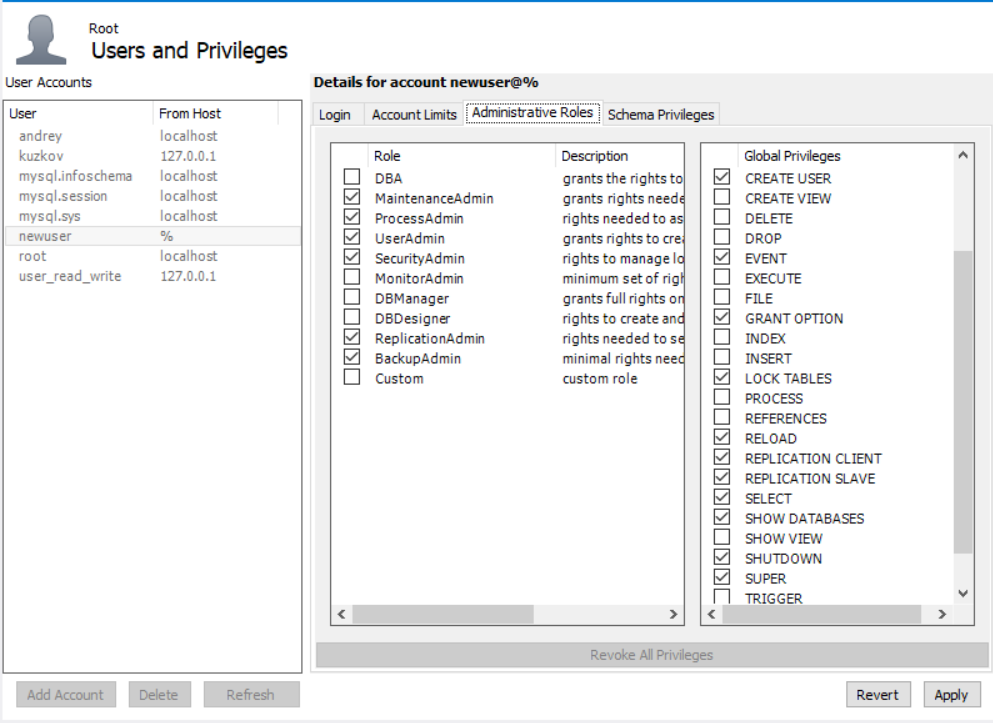 Root
Users and Privileges
User Accounts
User From Host
andrey localhost
kuzkov 127.0.0.1
mysql.infoschema localhost
mysql.session localhost
mysql.sys localhost
newuser %
root localhost
user_read_write 127.0.0.1
Add Account Delete Refresh
Details for account newuser@%
Login Account Limits Administrative Roles Schema Privileges
Role Description
DBA grants the rights to
MaintenanceAdmin grants rights neede
ProcessAdmin rights needed to as
UserAdmin grants rights to crea
SecurityAdmin rights to manage lo
MonitorAdmin minimum set of righ
DBManager grants full rights on
DBDesigner rights to create and
ReplicationAdmin rights needed to se
BackupAdmin minimal rights need
Custom custom role
Global Privileges
CREATE USER
CREATE VIEW
DELETE
DROP
EVENT
EXECUTE
FILE
GRANT OPTION
INDEX
INSERT
LOCK TABLES
PROCESS
REFERENCES
RELOAD
REPLICATION CLIENT
REPLICATION SLAVE
SELECT
SHOW DATABASES
SHOW VIEW
SHUTDOWN
SUPER
TRIGGER
Revoke All Privileges
Revert Apply